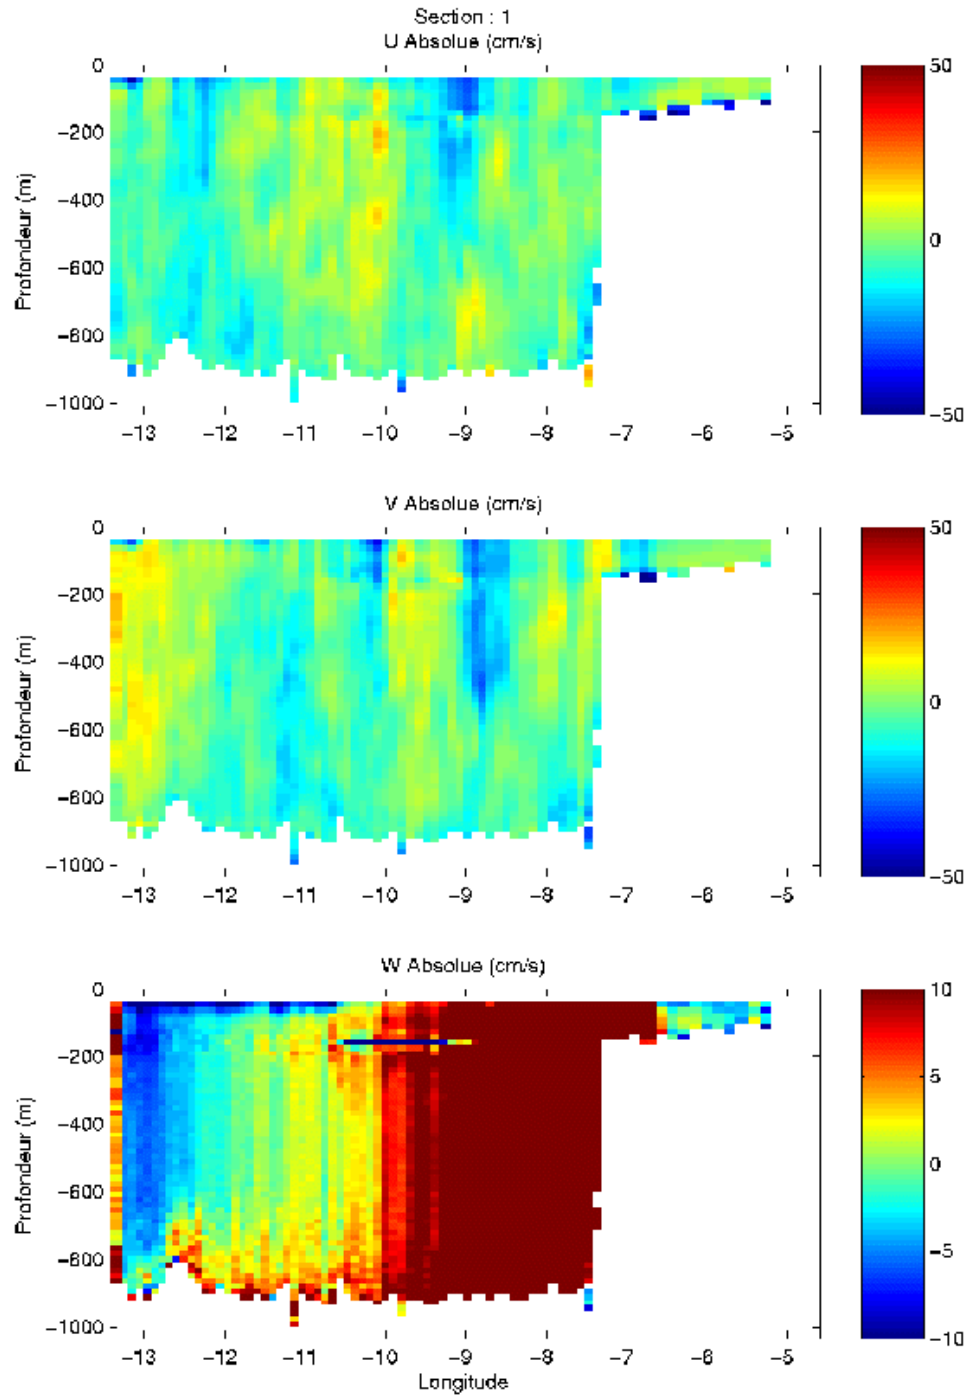 Section : 1
U Absolue (cm/s)
0
−200
−400
−600
−800
−1000
Profondeur (m)
−13 −12 −11 −10 −9 −8 −7 −6 −5
50
0
−50
V Absolue (cm/s)
0
−200
−400
−600
−800
−1000
Profondeur (m)
−13 −12 −11 −10 −9 −8 −7 −6 −5
50
0
−50
W Absolue (cm/s)
0
−200
−400
−600
−800
−1000
Profondeur (m)
−13 −12 −11 −10 −9 −8 −7 −6 −5
Longitude
10
5
0
−5
−10